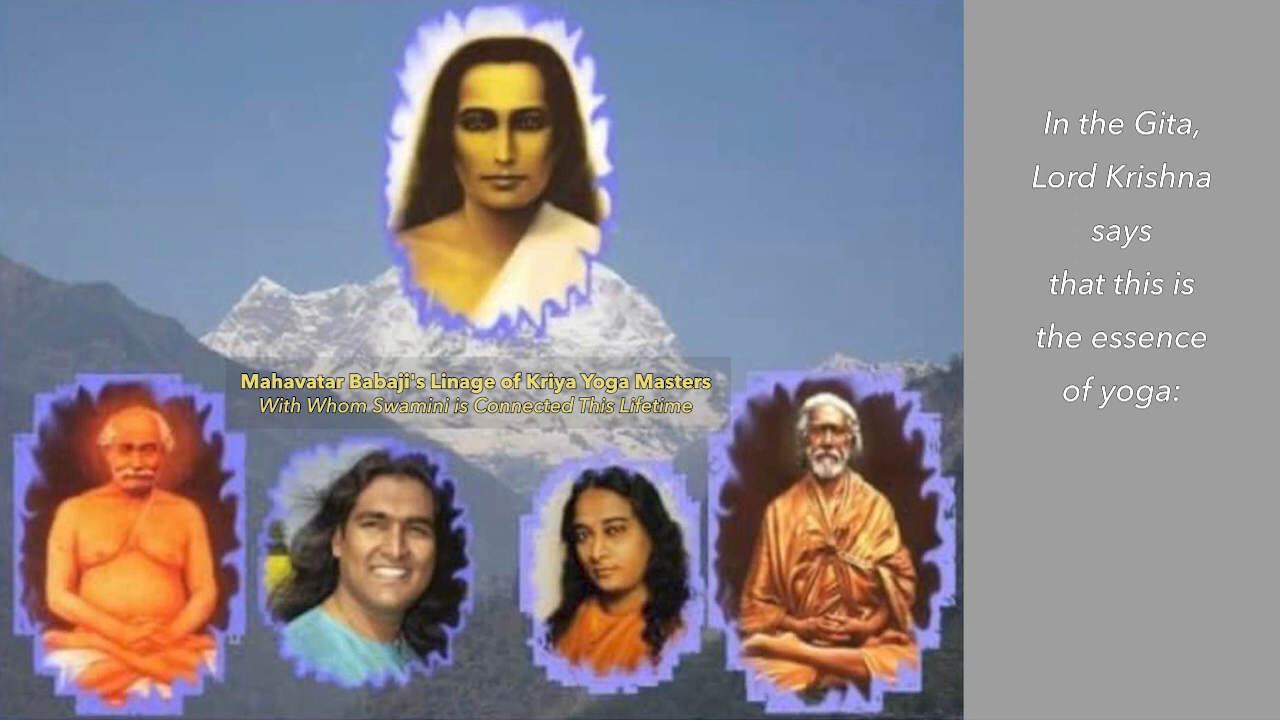 Mahavatar Babaji's Linage of Kriya Yoga Masters
With Whom Swamini is Connected This Lifetime
In the Gita,
Lord Krishna
says
that this is
the essence
of yoga: